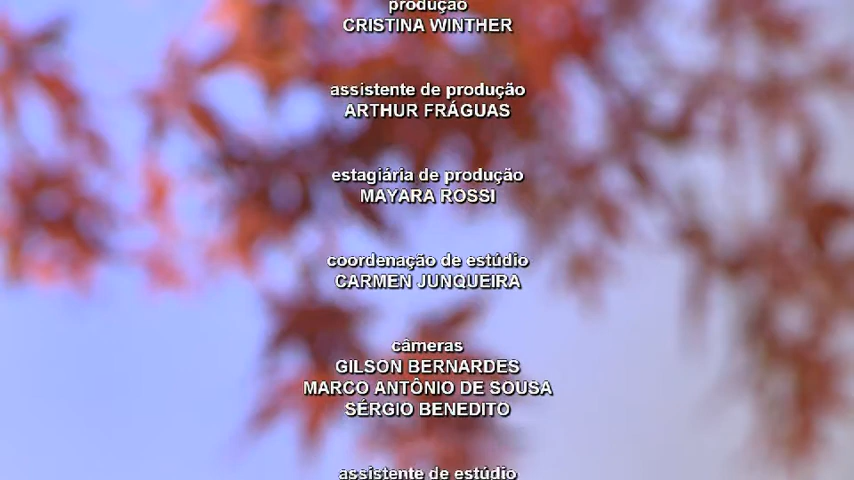 produção
CRISTINA WINTHER
assistente de produção
ARTHUR FRÁGUAS
estagiária de produção
MAYARA ROSSI
coordenação de estúdio
CARMEN JUNQUEIRA
câmeras
GILSON BERNARDES
MARCO ANTÔNIO DE SOUSA
SÉRGIO BENEDITO
assistente de estúdio